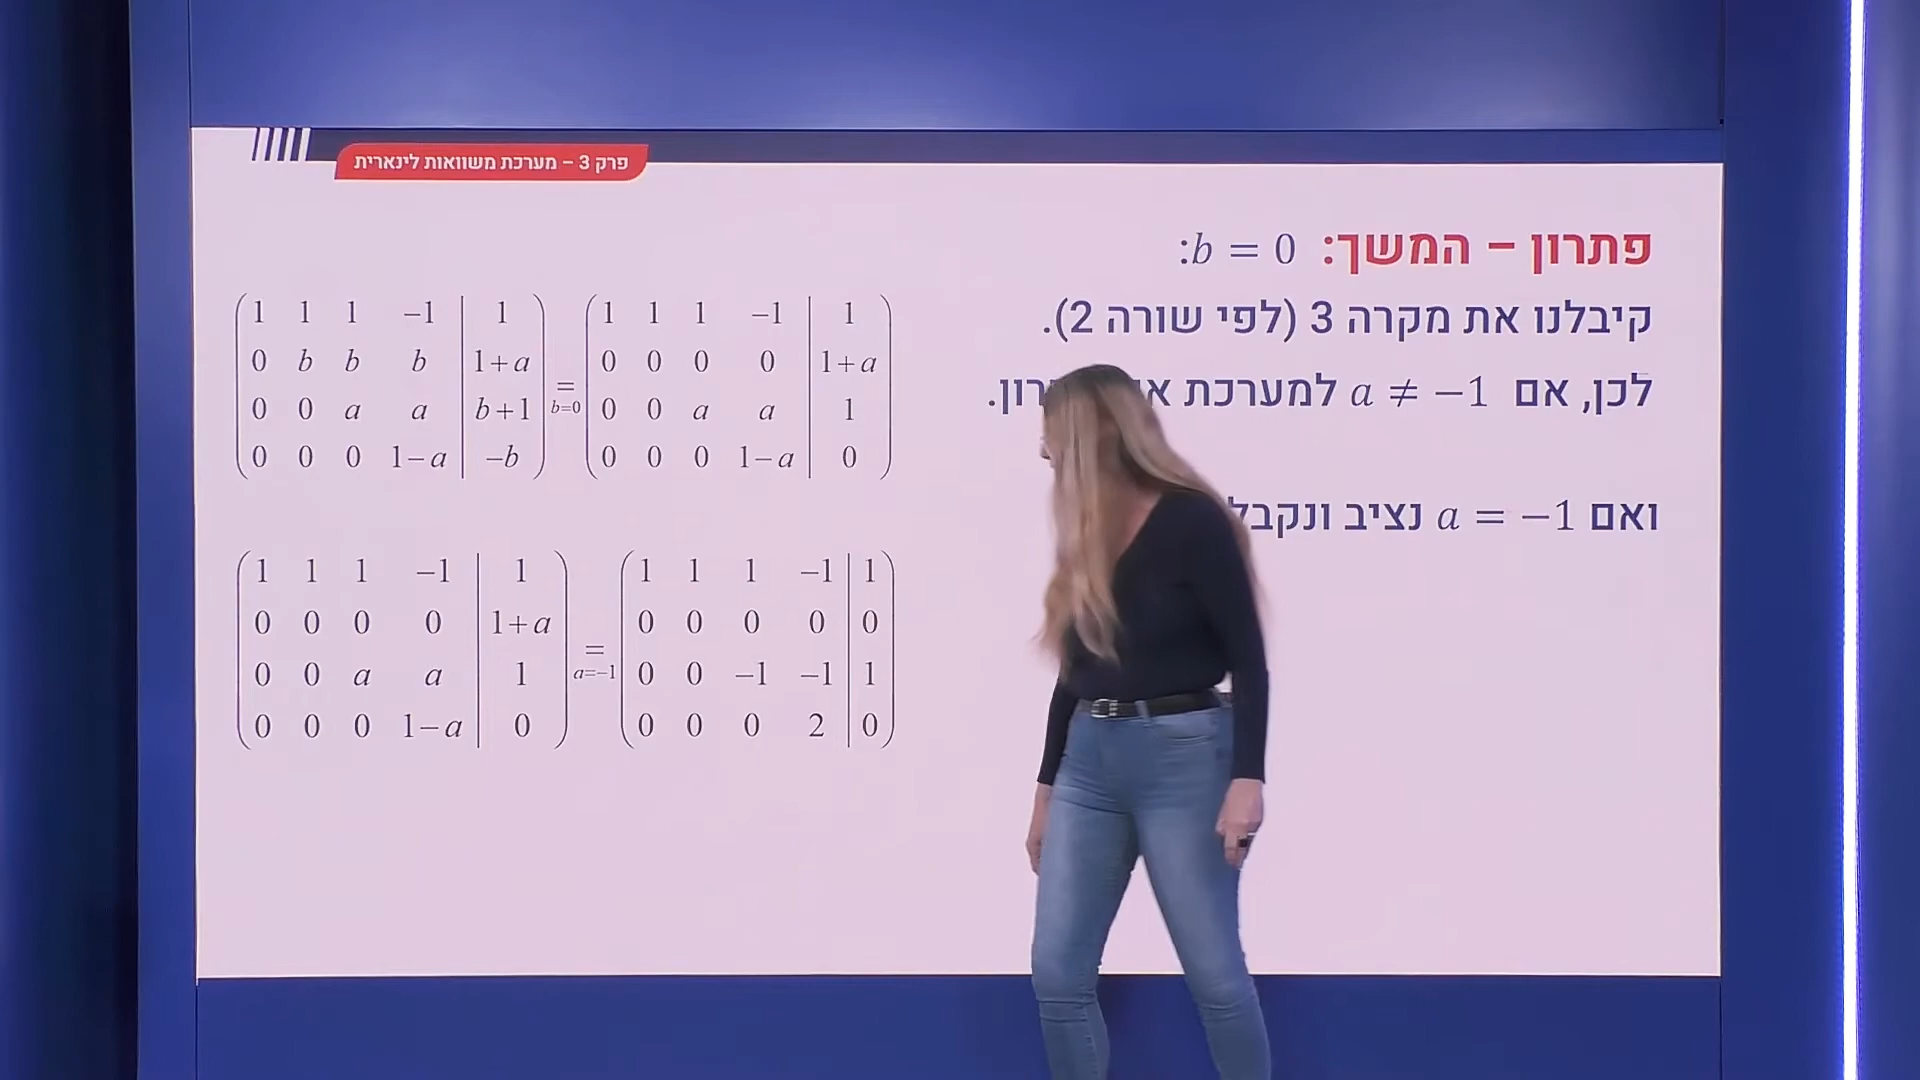 פרק 3 – מערכת משוואות לינארית
פתרון – המשך: b = 0:
קיבלנו את מקרה 3 (לפי שורה 2).
לכן, אם a ≠ −1 למערכת
ואם a = −1 נציב ונקבל
1 1 1 −1 | 1
0 b b b | 1+a
0 0 a a | b+1
0 0 0 1−a | −b
= b=0
1 1 1 −1 | 1
0 0 0 0 | 1+a
0 0 a a | 1
0 0 0 1−a | 0
1 1 1 −1 | 1
0 0 0 0 | 1+a
0 0 a a | 1
0 0 0 1−a | 0
= a=−1
1 1 1 −1 | 1
0 0 0 0 | 0
0 0 −1 −1 | 1
0 0 0 2 | 0